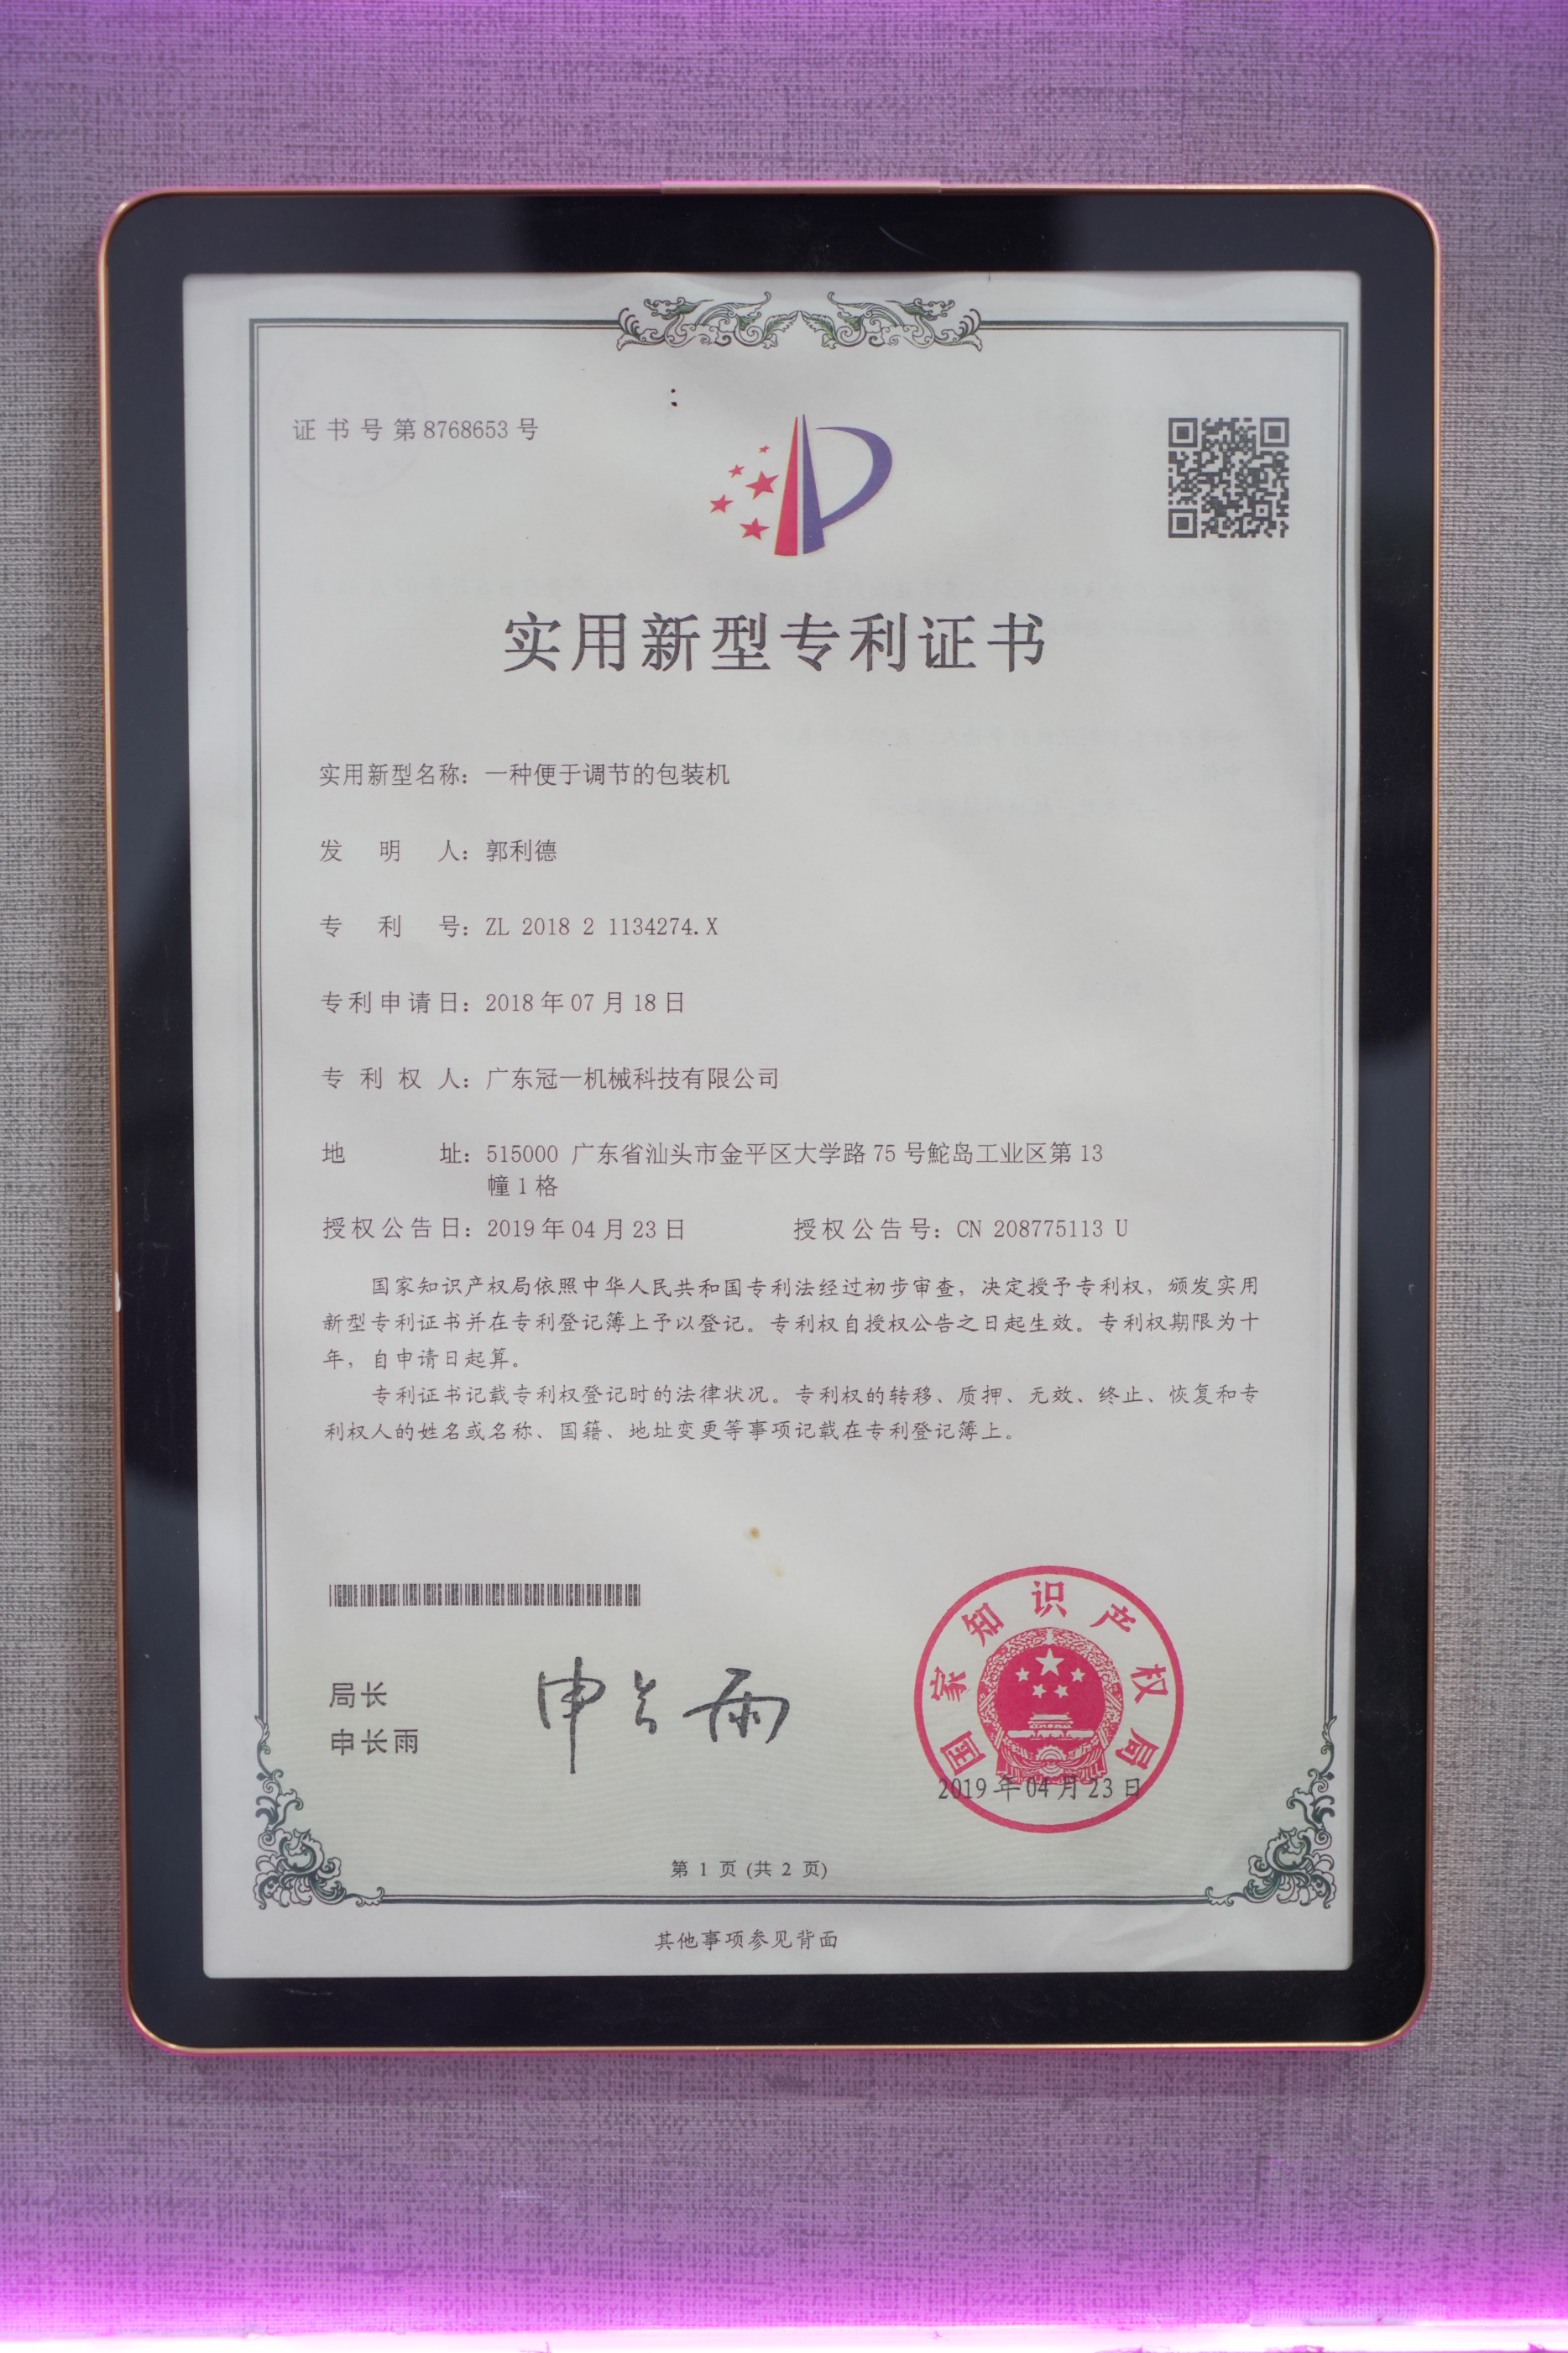 证书号第8768653号
实用新型专利证书
实用新型名称：一种便于调节的包装机
发明人：郭利德
专利号：ZL 2018 2 1134274.X
专利申请日：2018年07月18日
专利权人：广东冠一机械科技有限公司
地址：515000 广东省汕头市金平区大学路75号鮀岛工业区第13
幢1格
授权公告日：2019年04月23日 授权公告号：CN 208775113 U
国家知识产权局依照中华人民共和国专利法经过初步审查，决定授予专利权，颁发实用
新型专利证书并在专利登记簿上予以登记。专利权自授权公告之日起生效。专利权期限为十
年，自申请日起算。
专利证书记载专利权登记时的法律状况。专利权的转移、质押、无效、终止、恢复和专
利权人的姓名或名称、国籍、地址变更等事项记载在专利登记簿上。
局长
申长雨
申长雨
国家知识产权局
2019年04月23日
第 1 页 (共 2 页)
其他事项参见背面